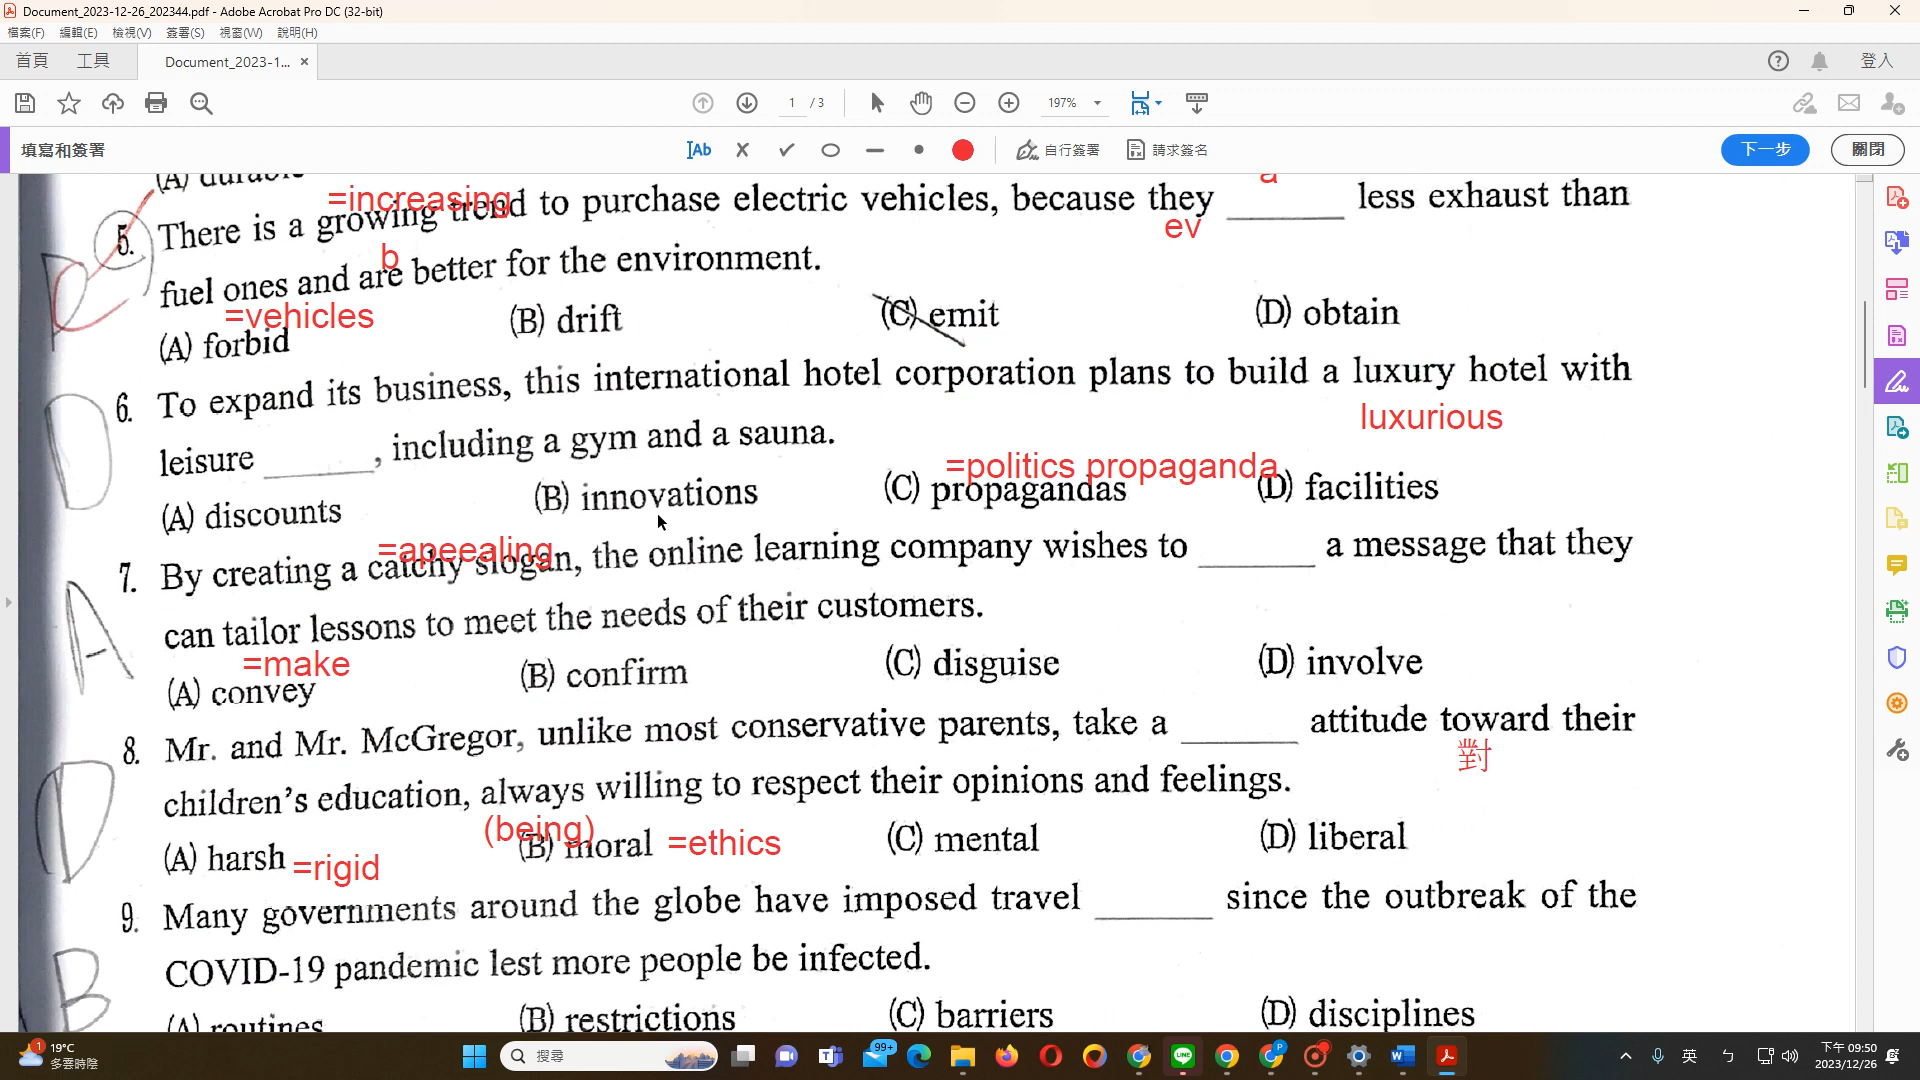 Document_2023-12-26_202344.pdf - Adobe Acrobat Pro DC (32-bit)
檔案(F) 編輯(E) 檢視(V) 簽署(S) 視窗(W) 說明(H)
首頁 工具 Document_2023-1... × 登入
1 / 3 197%
填寫和簽署 IAb 自行簽署 請求簽名 下一步 關閉
(A) durable
=increasing a
5. There is a growing trend to purchase electric vehicles, because they ______ less exhaust than
b ev
fuel ones and are better for the environment.
=vehicles
(A) forbid (B) drift (C) emit (D) obtain
D 6. To expand its business, this international hotel corporation plans to build a luxury hotel with
luxurious
leisure ______, including a gym and a sauna.
=politics propaganda
(A) discounts (B) innovations (C) propagandas (D) facilities
=apeealing
A 7. By creating a catchy slogan, the online learning company wishes to ______ a message that they
can tailor lessons to meet the needs of their customers.
=make
(A) convey (B) confirm (C) disguise (D) involve
D 8. Mr. and Mr. McGregor, unlike most conservative parents, take a ______ attitude toward their
對
children's education, always willing to respect their opinions and feelings.
(being)
(A) harsh =rigid (B) moral =ethics (C) mental (D) liberal
B 9. Many governments around the globe have imposed travel ______ since the outbreak of the
COVID-19 pandemic lest more people be infected.
(A) routines (B) restrictions (C) barriers (D) disciplines
1 19°C
多雲時陰
搜尋
99+
英 ㄅ
下午 09:50
2023/12/26